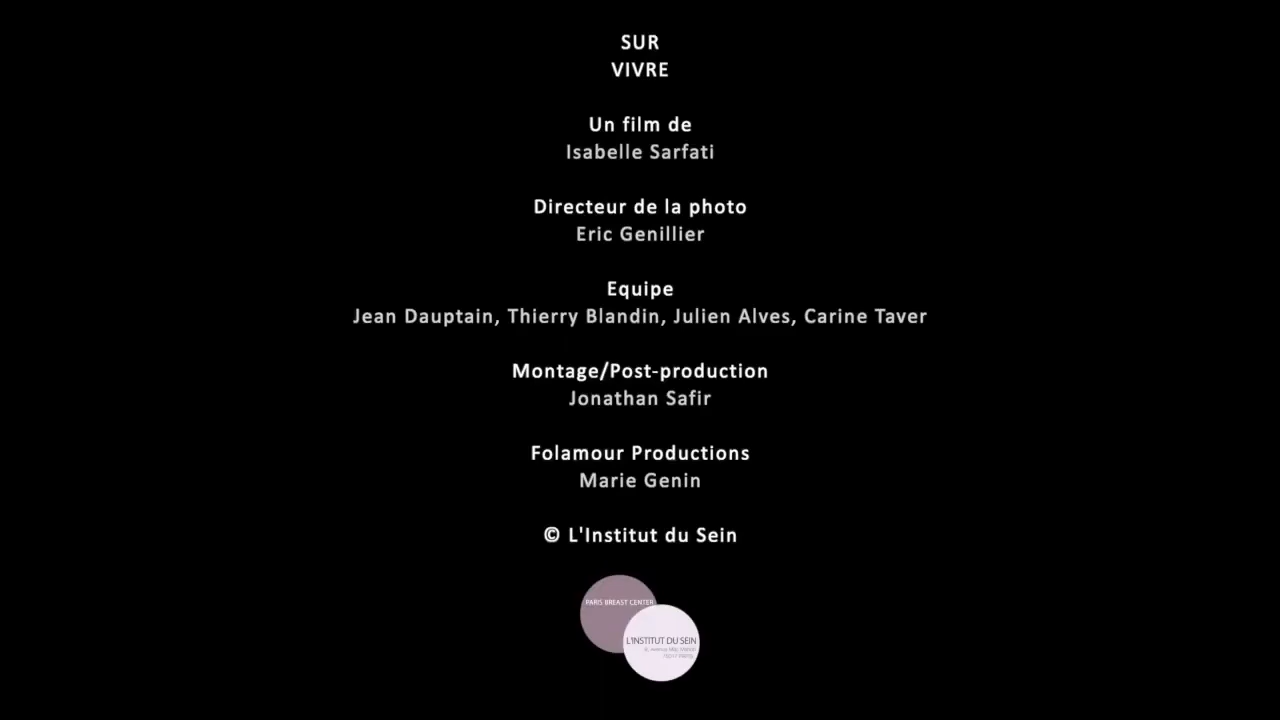 SUR
VIVRE
Un film de
Isabelle Sarfati
Directeur de la photo
Eric Genillier
Equipe
Jean Dauptain, Thierry Blandin, Julien Alves, Carine Taver
Montage/Post-production
Jonathan Safir
Folamour Productions
Marie Genin
© L'Institut du Sein
PARIS BREAST CENTER
L'INSTITUT DU SEIN